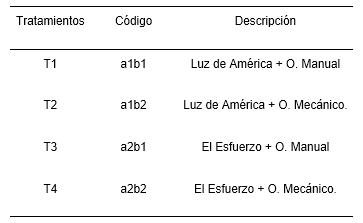 Tratamientos Código Descripción
T1 a1b1 Luz de América + O. Manual
T2 a1b2 Luz de América + O. Mecánico.
T3 a2b1 El Esfuerzo + O. Manual
T4 a2b2 El Esfuerzo + O. Mecánico.